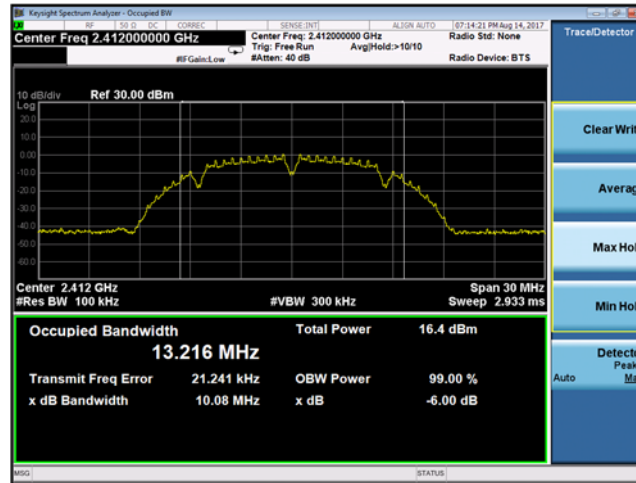 Keysight Spectrum Analyzer - Occupied BW
RF 50 Ω DC CORREC SENSE:INT ALIGN AUTO 07:14:21 PM Aug 14, 2017
Center Freq 2.412000000 GHz
Center Freq: 2.412000000 GHz
Radio Std: None
Trace/Detector
Trig: Free Run Avg|Hold:>10/10
#IFGain:Low #Atten: 40 dB Radio Device: BTS
10 dB/div Ref 30.00 dBm
Log
20.0
10.0
0.00
-10.0
-20.0
-30.0
-40.0
-50.0
-60.0
Clear Writ
Averag
Max Hol
Min Hol
Center 2.412 GHz Span 30 MHz
#Res BW 100 kHz #VBW 300 kHz Sweep 2.933 ms
Occupied Bandwidth Total Power 16.4 dBm
13.216 MHz
Transmit Freq Error 21.241 kHz OBW Power 99.00 %
x dB Bandwidth 10.08 MHz x dB -6.00 dB
Detecto
Peak
Auto Ma
MSG STATUS